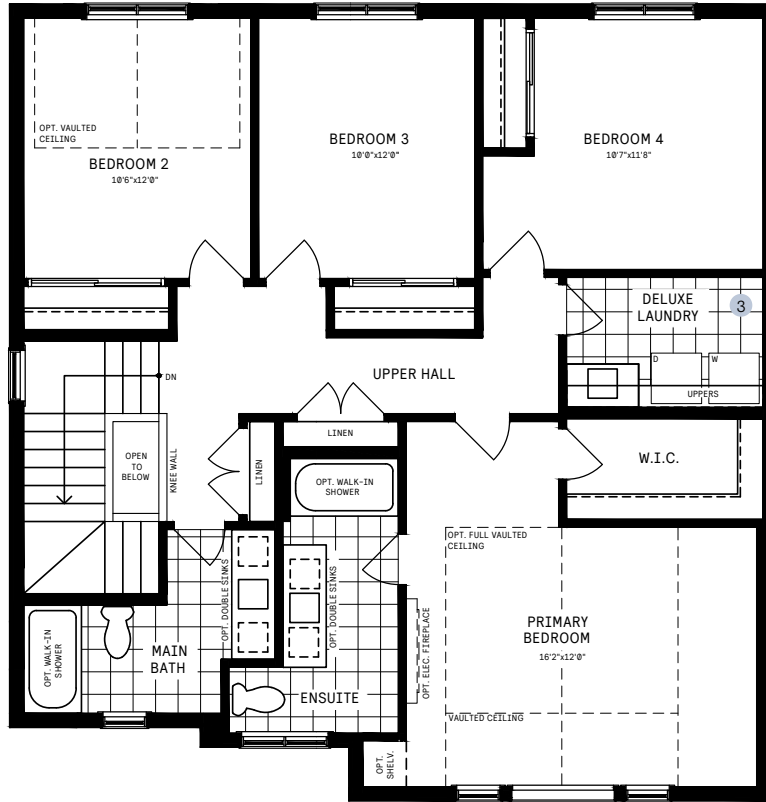 OPT. VAULTED
CEILING
BEDROOM 2
10'6"x12'0"
BEDROOM 3
10'0"x12'0"
BEDROOM 4
10'7"x11'8"
DELUXE
LAUNDRY
3
D
W
UPPERS
UPPER HALL
DN
LINEN
W.I.C.
OPEN
TO
BELOW
KNEE WALL
LINEN
OPT. WALK-IN
SHOWER
OPT. FULL VAULTED
CEILING
OPT. DOUBLE SINKS
OPT. DOUBLE SINKS
OPT. ELEC. FIREPLACE
PRIMARY
BEDROOM
16'2"x12'0"
OPT. WALK-IN
SHOWER
MAIN
BATH
ENSUITE
VAULTED CEILING
OPT.
SHELV.